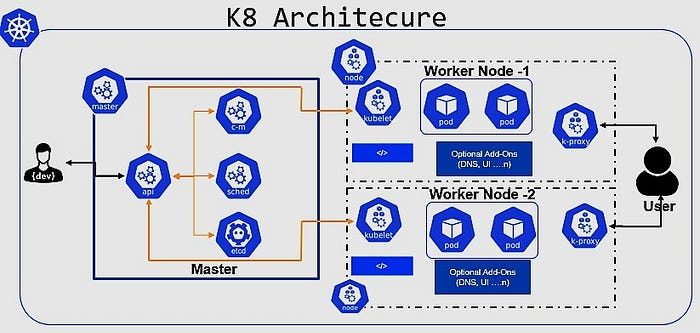 K8 Architecure
node
Worker Node -1
master
kubelet
pod
pod
c-m
k-proxy
</>
Optional Add-Ons
(DNS, UI ....n)
{dev}
api
sched
Worker Node -2
User
kubelet
pod
pod
k-proxy
etcd
Master
</>
Optional Add-Ons
(DNS, UI ....n)
node